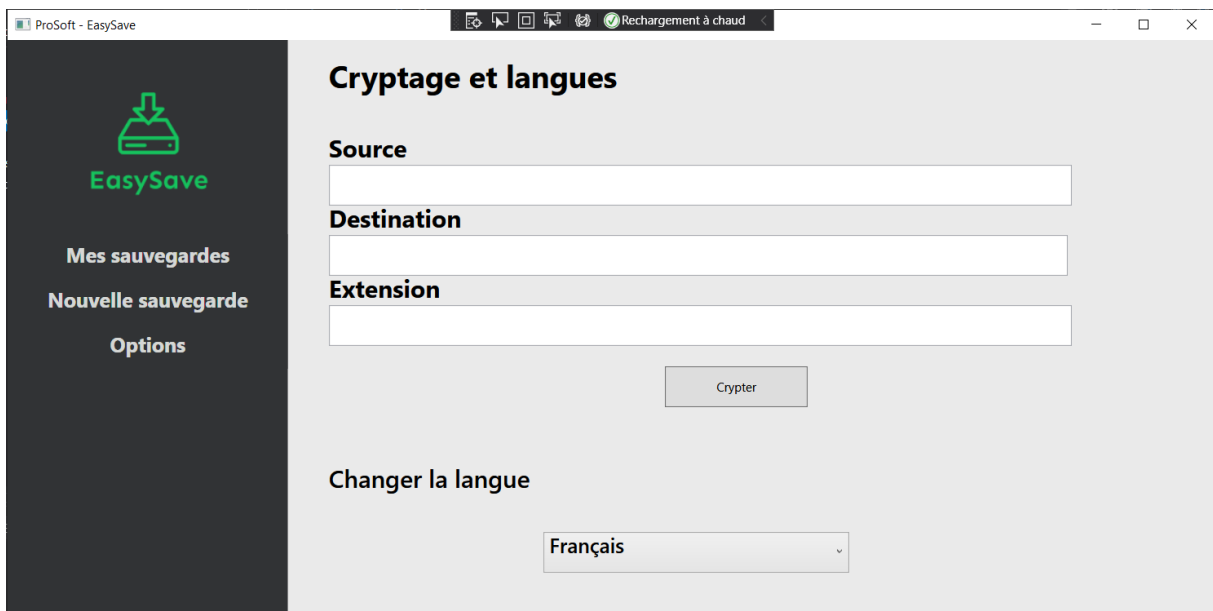 ProSoft - EasySave
Rechargement à chaud
EasySave
Mes sauvegardes
Nouvelle sauvegarde
Options
Cryptage et langues
Source
Destination
Extension
Crypter
Changer la langue
Français